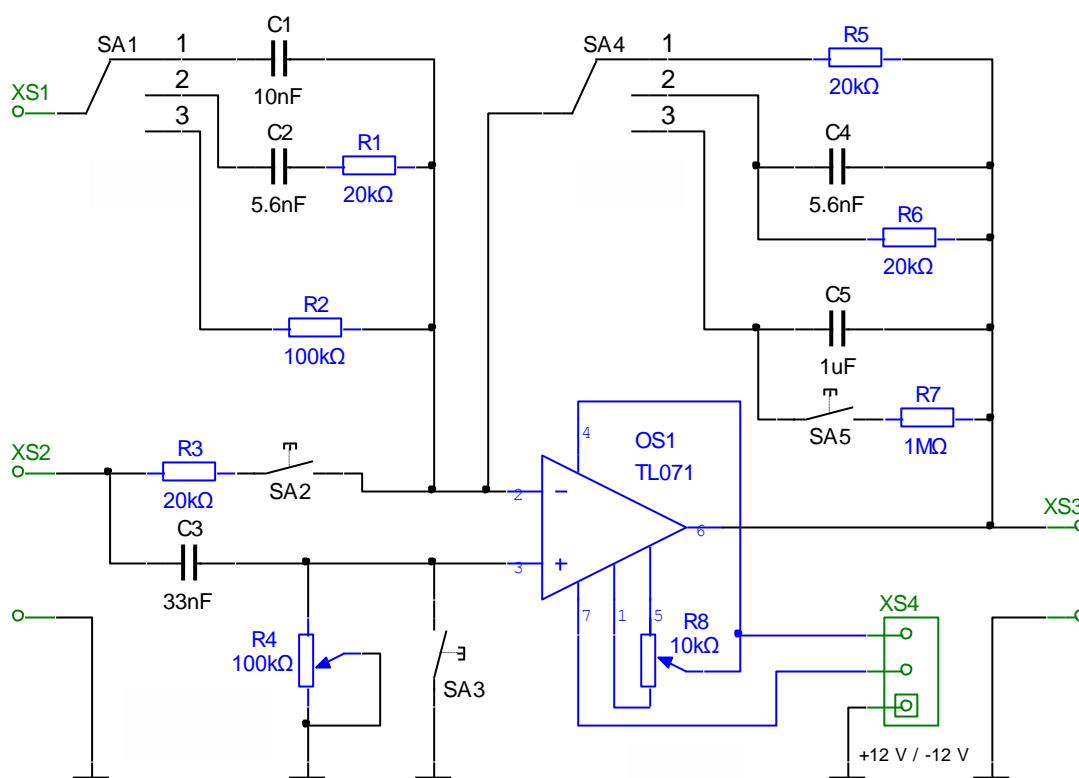 C1
R5
SA1
1
SA4
1
10nF
20kΩ
XS1
2
2
3
C2
R1
3
C4
5.6nF
20kΩ
5.6nF
R6
20kΩ
R2
C5
100kΩ
1uF
R7
SA5
1MΩ
4
OS1
TL071
XS2
R3
20kΩ
SA2
2
−
XS3
6
C3
33nF
3
+
7
1
5
XS4
R4
100kΩ
R8
10kΩ
SA3
+12 V / -12 V